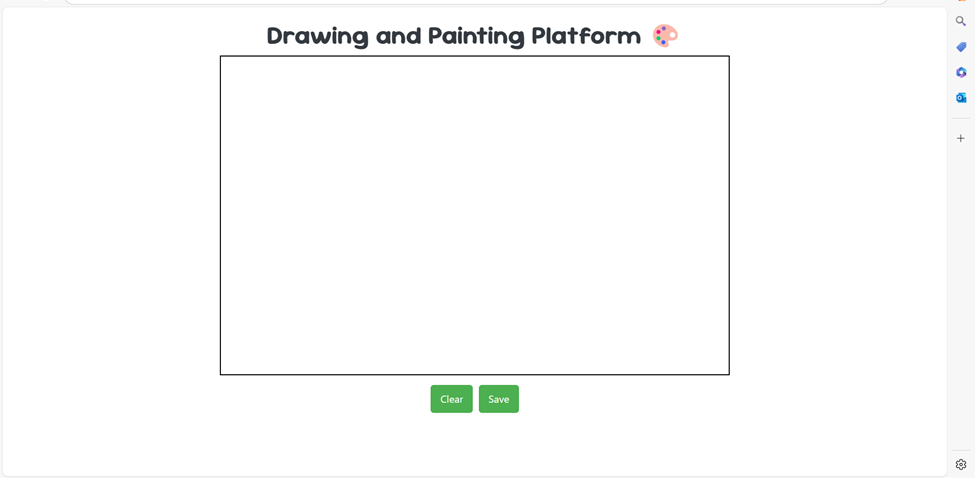 Drawing and Painting Platform 🎨
Clear
Save